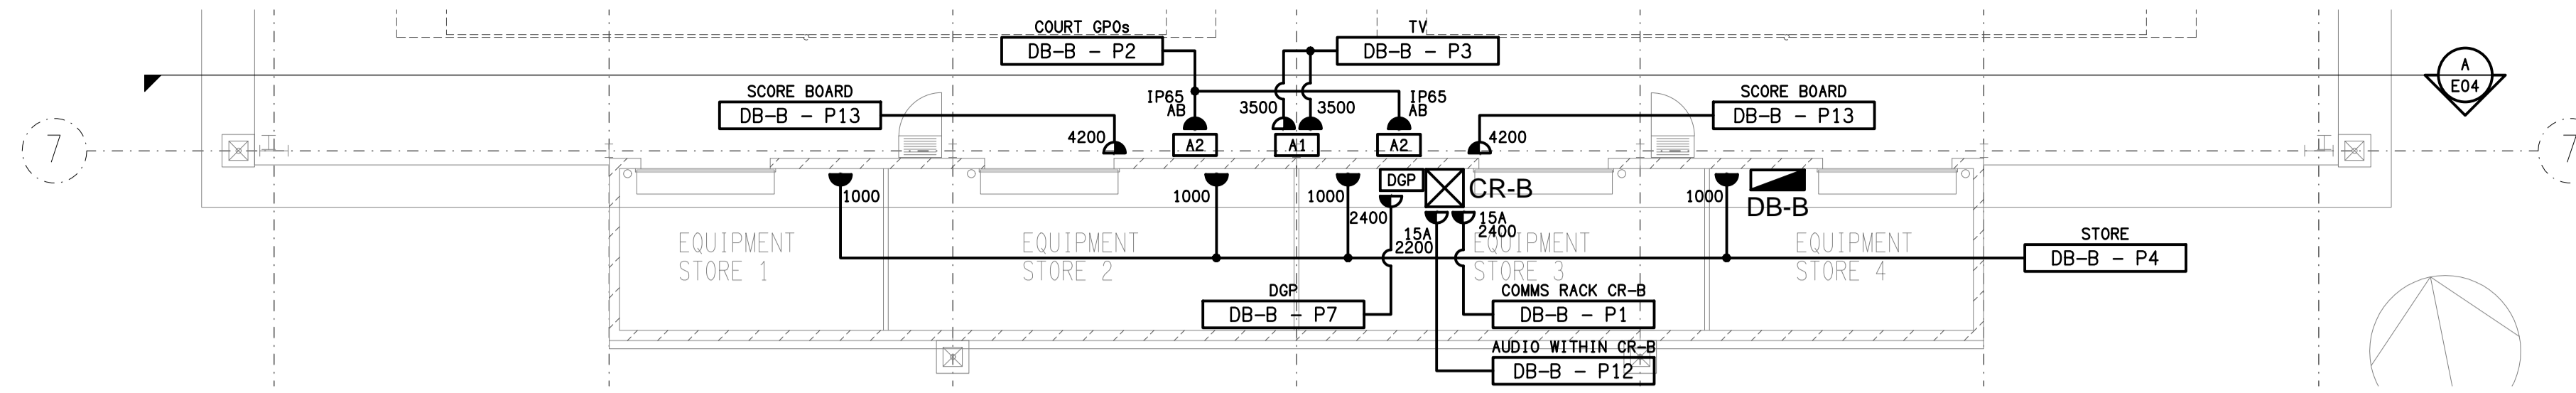 COURT GPOs
DB-B - P2
TV
DB-B - P3
A
E04
SCORE BOARD
DB-B - P13
IP65
AB
3500
3500
IP65
AB
SCORE BOARD
DB-B - P13
4200
A2
A1
A2
4200
7
7
1000
1000
1000
DGP
CR-B
1000
DB-B
2400
15A
2200
15A
2400
EQUIPMENT
STORE 1
EQUIPMENT
STORE 2
EQUIPMENT
STORE 3
EQUIPMENT
STORE 4
STORE
DB-B - P4
DGP
DB-B - P7
COMMS RACK CR-B
DB-B - P1
AUDIO WITHIN CR-B
DB-B - P12